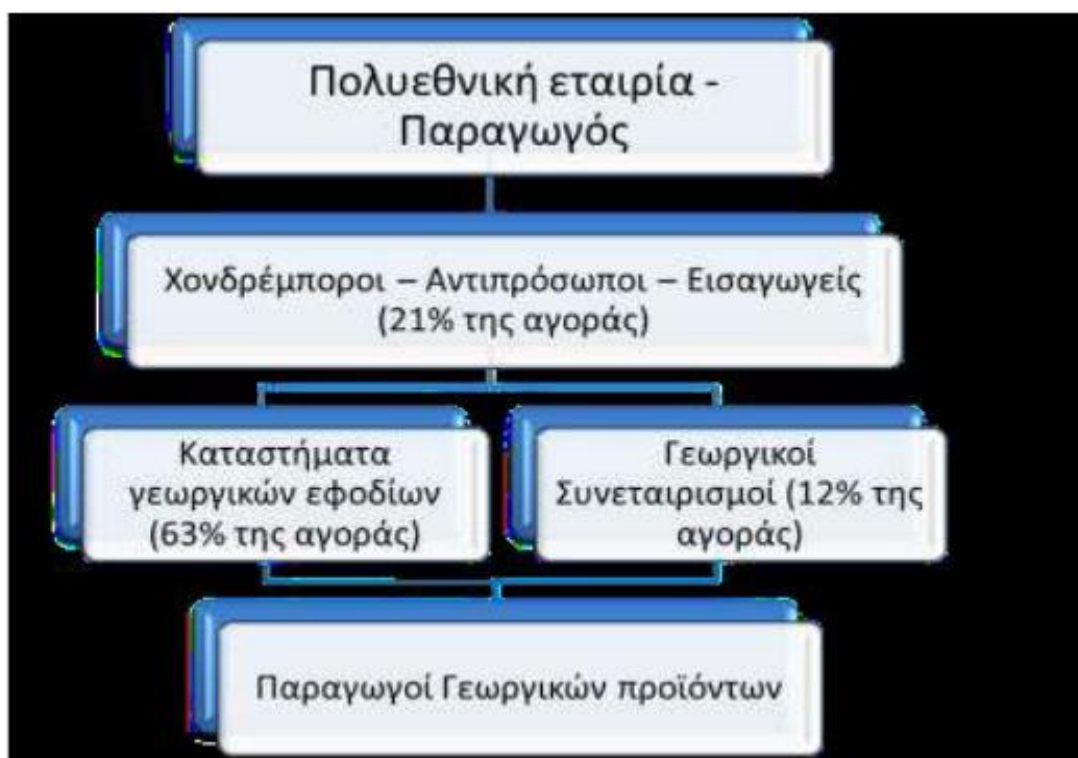 Πολυεθνική εταιρία -
Παραγωγός
Χονδρέμποροι – Αντιπρόσωποι – Εισαγωγείς
(21% της αγοράς)
Καταστήματα
γεωργικών εφοδίων
(63% της αγοράς)
Γεωργικοί
Συνεταιρισμοί (12% της
αγοράς)
Παραγωγοί Γεωργικών προϊόντων